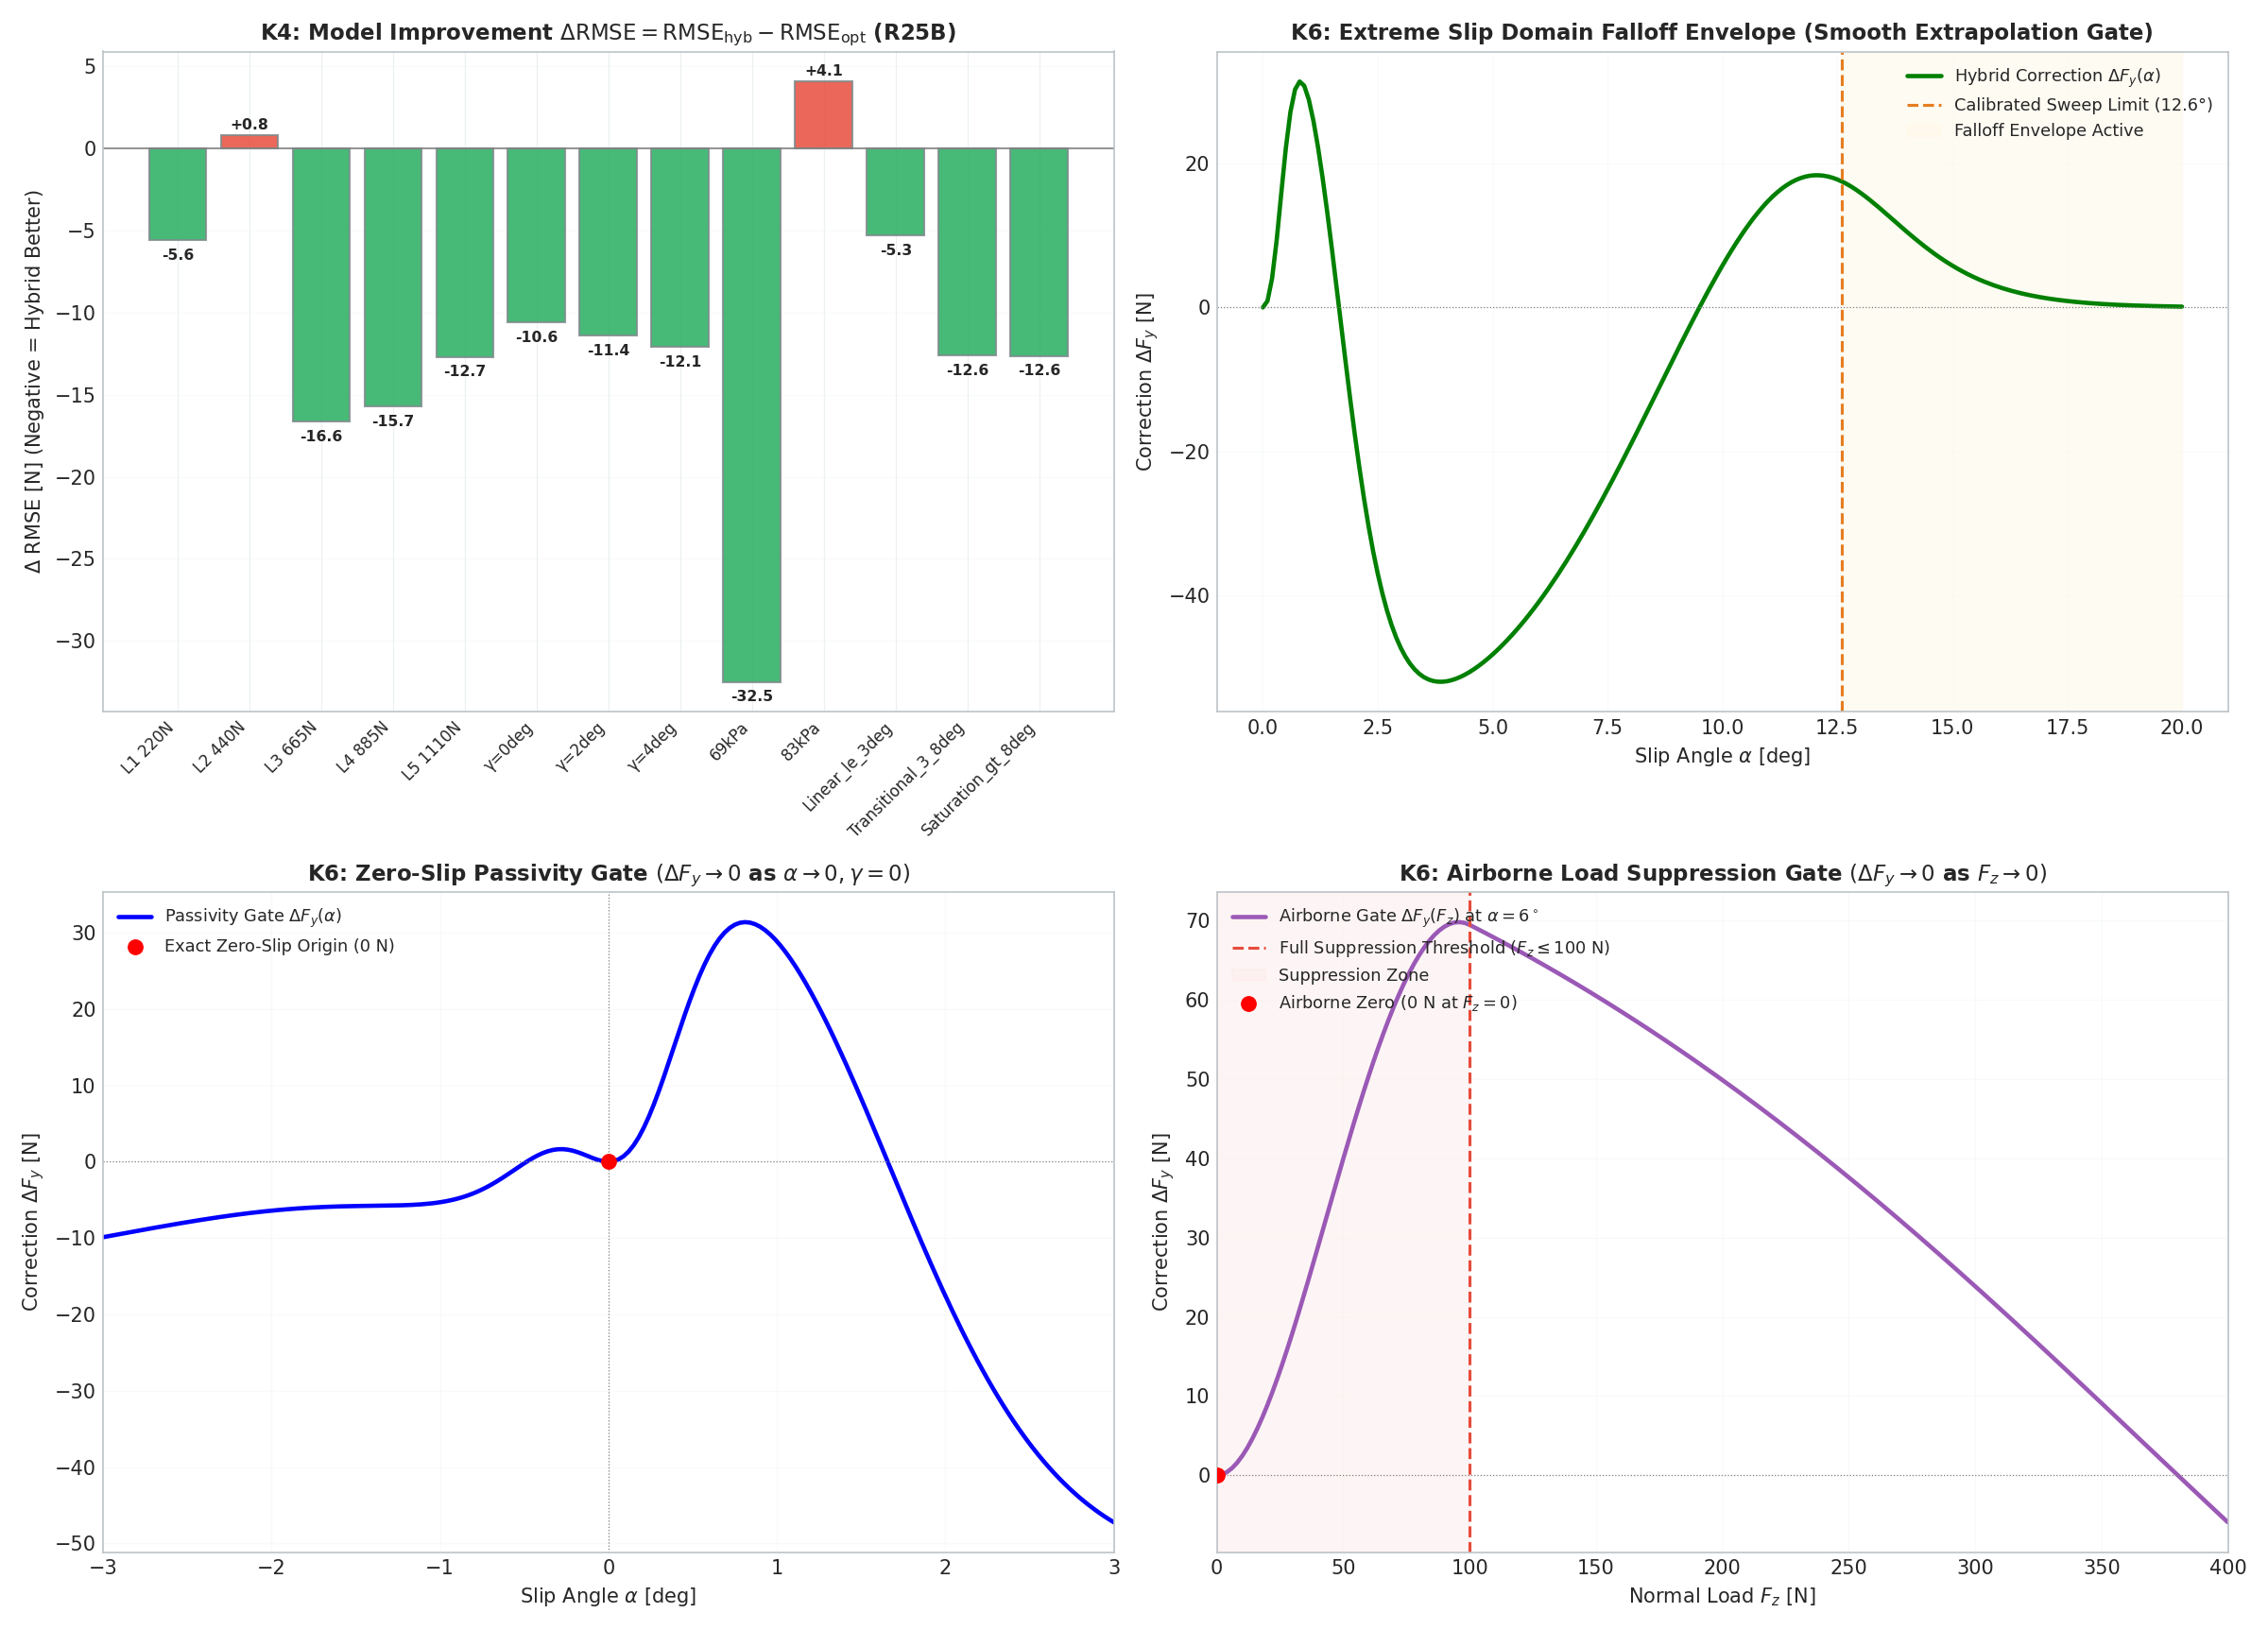 K4: Model Improvement ΔRMSE = RMSE_hyb − RMSE_opt (R25B)
Δ RMSE [N] (Negative = Hybrid Better)
5
0
−5
−10
−15
−20
−25
−30
-5.6
+0.8
-16.6
-15.7
-12.7
-10.6
-11.4
-12.1
-32.5
+4.1
-5.3
-12.6
-12.6
L1 220N
L2 440N
L3 665N
L4 885N
L5 1110N
γ=0deg
γ=2deg
γ=4deg
69kPa
83kPa
Linear_le_3deg
Transitional_3_8deg
Saturation_gt_8deg
K6: Extreme Slip Domain Falloff Envelope (Smooth Extrapolation Gate)
Hybrid Correction ΔF_y(α)
Calibrated Sweep Limit (12.6°)
Falloff Envelope Active
Correction ΔF_y [N]
20
0
−20
−40
0.0 2.5 5.0 7.5 10.0 12.5 15.0 17.5 20.0
Slip Angle α [deg]
K6: Zero-Slip Passivity Gate (ΔF_y → 0 as α → 0, γ = 0)
Passivity Gate ΔF_y(α)
Exact Zero-Slip Origin (0 N)
Correction ΔF_y [N]
30
20
10
0
−10
−20
−30
−40
−50
−3 −2 −1 0 1 2 3
Slip Angle α [deg]
K6: Airborne Load Suppression Gate (ΔF_y → 0 as F_z → 0)
Airborne Gate ΔF_y(F_z) at α = 6°
Full Suppression Threshold (F_z ≤ 100 N)
Suppression Zone
Airborne Zero (0 N at F_z = 0)
Correction ΔF_y [N]
70
60
50
40
30
20
10
0
0 50 100 150 200 250 300 350 400
Normal Load F_z [N]